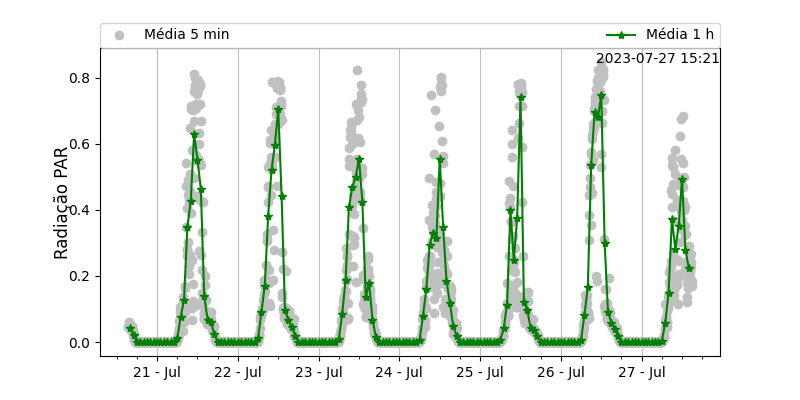 Média 5 min
Média 1 h
2023-07-27 15:21
Radiação PAR
0.8
0.6
0.4
0.2
0.0
21 - Jul
22 - Jul
23 - Jul
24 - Jul
25 - Jul
26 - Jul
27 - Jul